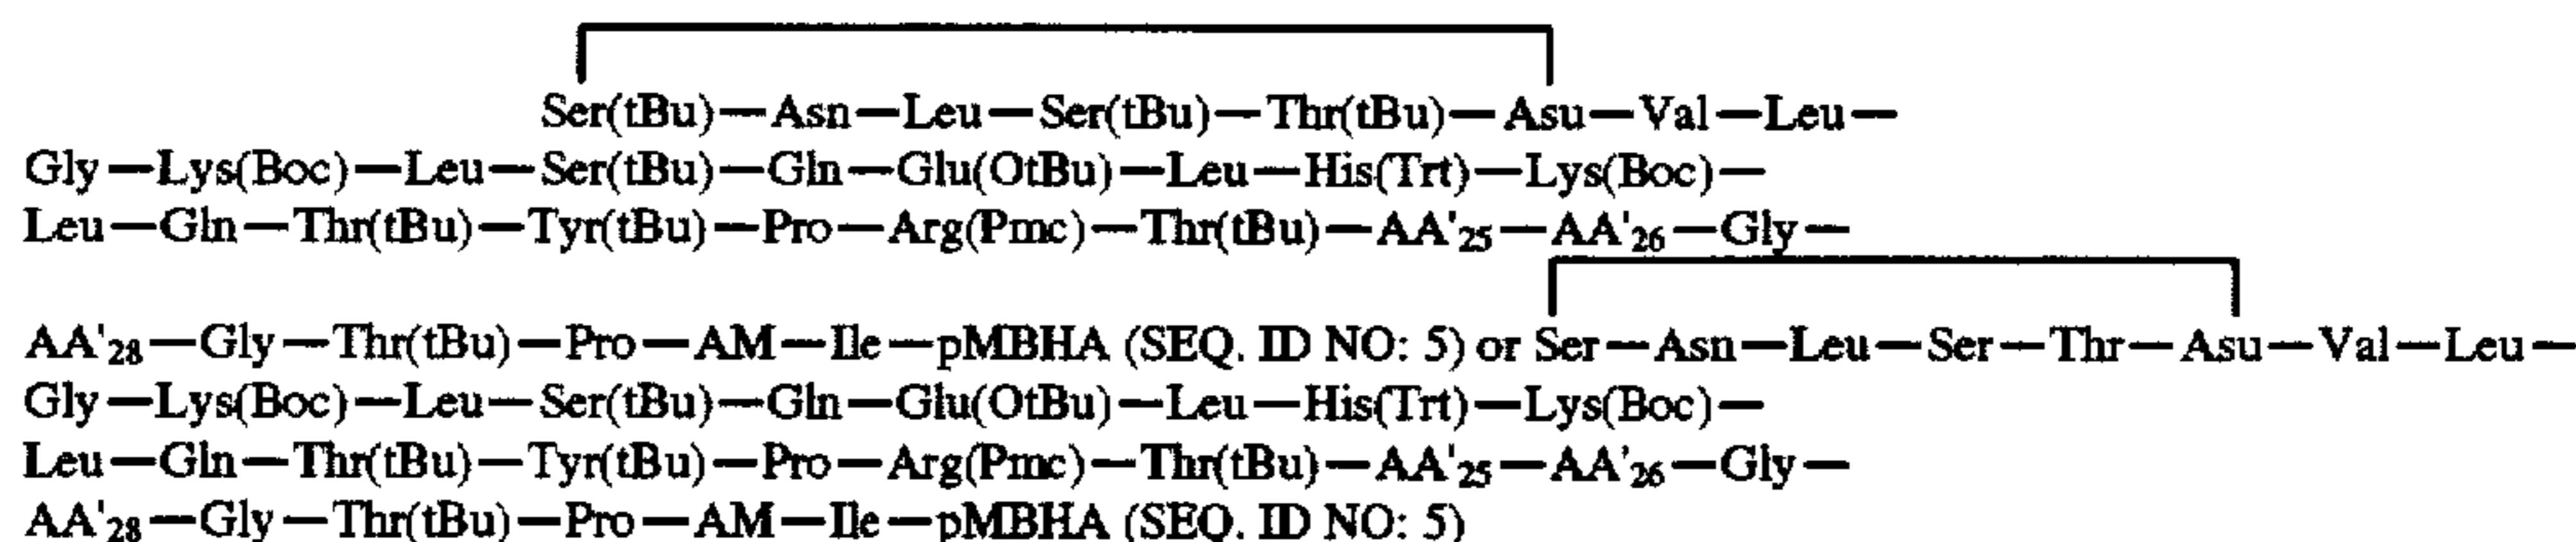 Ser(tBu)—Asn—Leu—Ser(tBu)—Thr(tBu)—Asu—Val—Leu—
Gly—Lys(Boc)—Leu—Ser(tBu)—Gln—Glu(OtBu)—Leu—His(Trt)—Lys(Boc)—
Leu—Gln—Thr(tBu)—Tyr(tBu)—Pro—Arg(Pmc)—Thr(tBu)—AA'₂₅—AA'₂₆—Gly—
AA'₂₈—Gly—Thr(tBu)—Pro—AM—Ile—pMBHA (SEQ. ID NO: 5) or Ser—Asn—Leu—Ser—Thr—Asu—Val—Leu—
Gly—Lys(Boc)—Leu—Ser(tBu)—Gln—Glu(OtBu)—Leu—His(Trt)—Lys(Boc)—
Leu—Gln—Thr(tBu)—Tyr(tBu)—Pro—Arg(Pmc)—Thr(tBu)—AA'₂₅—AA'₂₆—Gly—
AA'₂₈—Gly—Thr(tBu)—Pro—AM—Ile—pMBHA (SEQ. ID NO: 5)